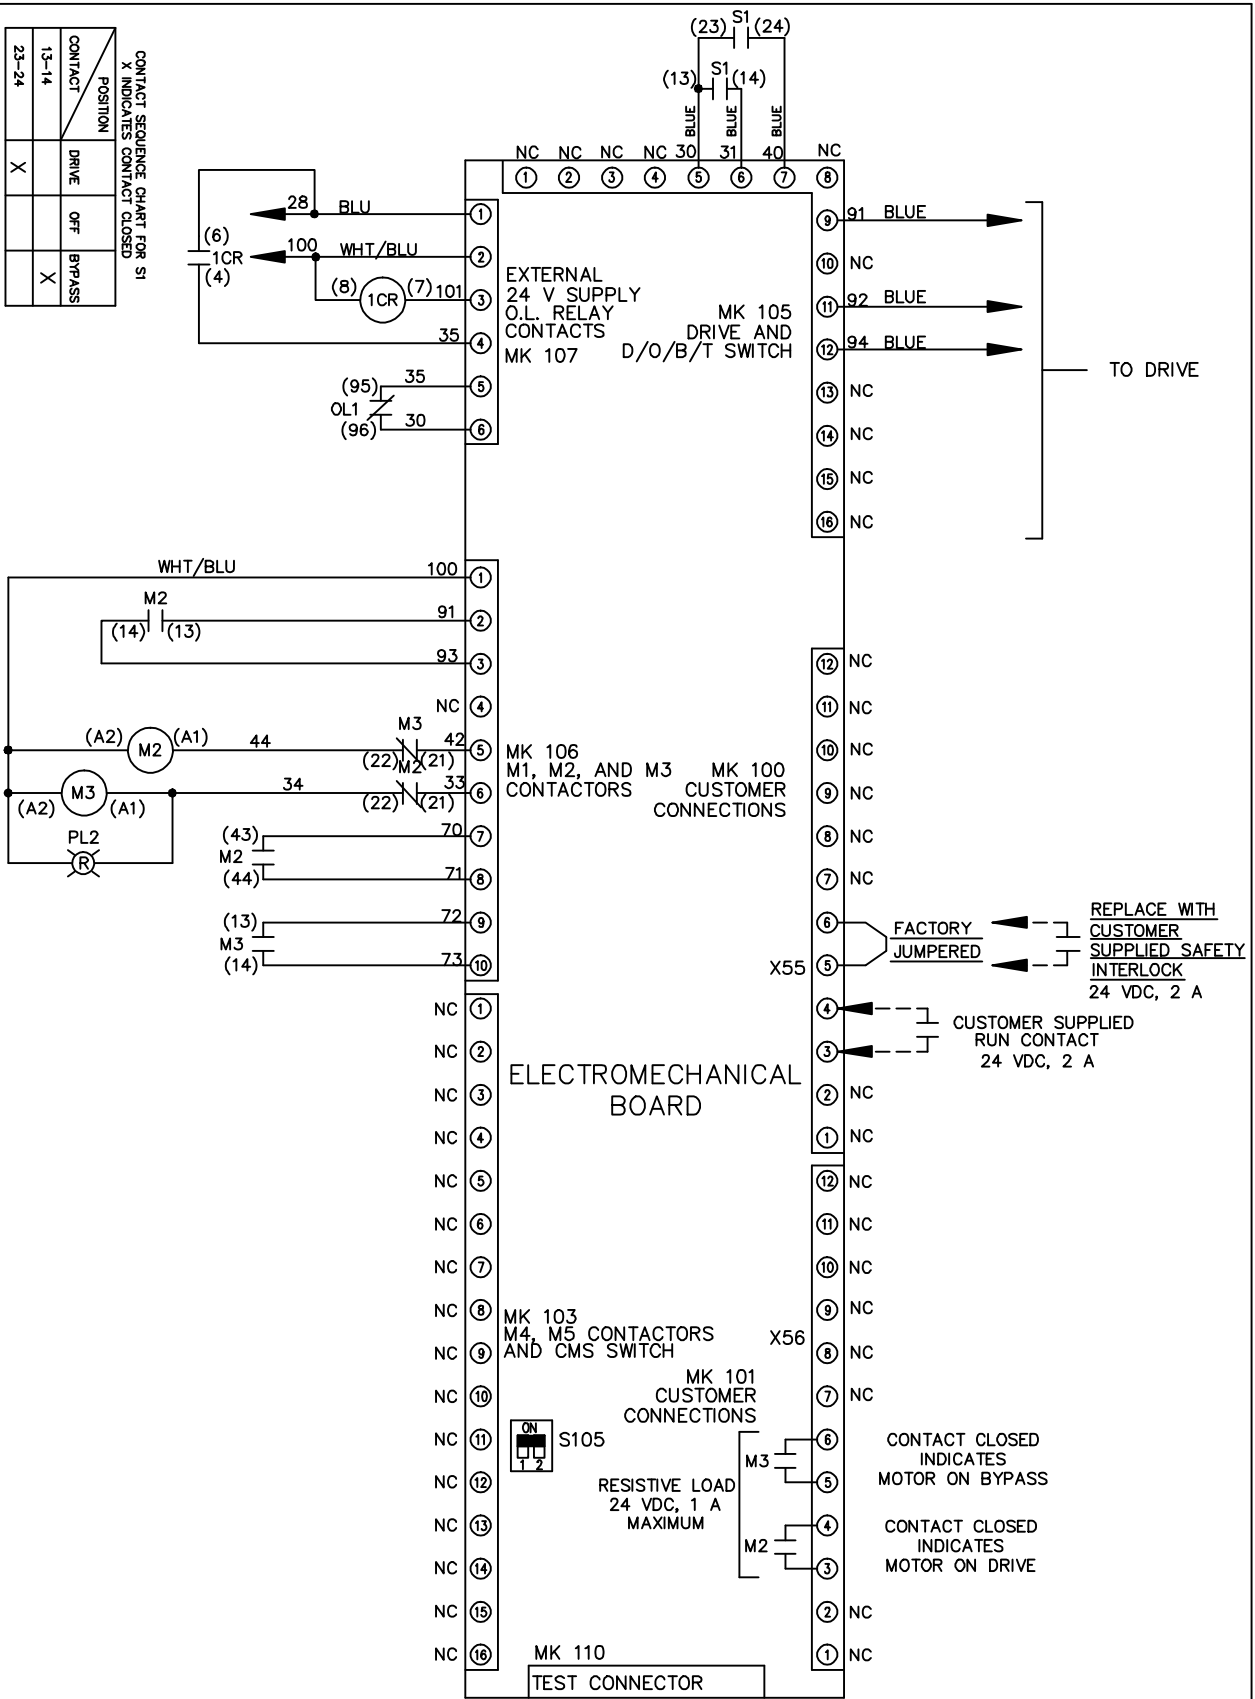 CONTACT SEQUENCE CHART FOR S1
X INDICATES CONTACT CLOSED
POSITION
CONTACT
DRIVE
OFF
BYPASS
13-14
X
23-24
X
(23) S1 (24)
(13) S1 (14)
BLUE BLUE BLUE
NC NC NC NC 30 31 40 NC
1 2 3 4 5 6 7 8
28 BLU 1
100 WHT/BLU 2
(6)
1CR
(4)
(8) 1CR (7) 101 3
35 4
(95) 35 5
OL1
(96) 30 6
EXTERNAL
24 V SUPPLY
O.L. RELAY
CONTACTS
MK 107
MK 105
DRIVE AND
D/O/B/T SWITCH
9 91 BLUE
10 NC
11 92 BLUE
12 94 BLUE
13 NC
14 NC
15 NC
16 NC
TO DRIVE
WHT/BLU 100 1
M2
(14) (13) 91 2
93 3
NC 4
(A2) M2 (A1) 44 M3 (22) (21) 42 5
(A2) M3 (A1) 34 M2 (22) (21) 33 6
PL2
R
(43) 70 7
M2
(44) 71 8
(13) 72 9
M3
(14) 73 10
MK 106
M1, M2, AND M3
CONTACTORS
MK 100
CUSTOMER
CONNECTIONS
12 NC
11 NC
10 NC
9 NC
8 NC
7 NC
6
X55 5
4
3
2 NC
1 NC
FACTORY
JUMPERED
REPLACE WITH
CUSTOMER
SUPPLIED SAFETY
INTERLOCK
24 VDC, 2 A
CUSTOMER SUPPLIED
RUN CONTACT
24 VDC, 2 A
ELECTROMECHANICAL
BOARD
NC 1
NC 2
NC 3
NC 4
NC 5
NC 6
NC 7
NC 8
NC 9
NC 10
NC 11
NC 12
NC 13
NC 14
NC 15
NC 16
MK 103
M4, M5 CONTACTORS
AND CMS SWITCH
ON
1 2
S105
12 NC
11 NC
10 NC
9 NC
X56
8 NC
7 NC
6
5
4
3
2 NC
1 NC
MK 101
CUSTOMER
CONNECTIONS
M3
RESISTIVE LOAD
24 VDC, 1 A
MAXIMUM
M2
CONTACT CLOSED
INDICATES
MOTOR ON BYPASS
CONTACT CLOSED
INDICATES
MOTOR ON DRIVE
MK 110
TEST CONNECTOR